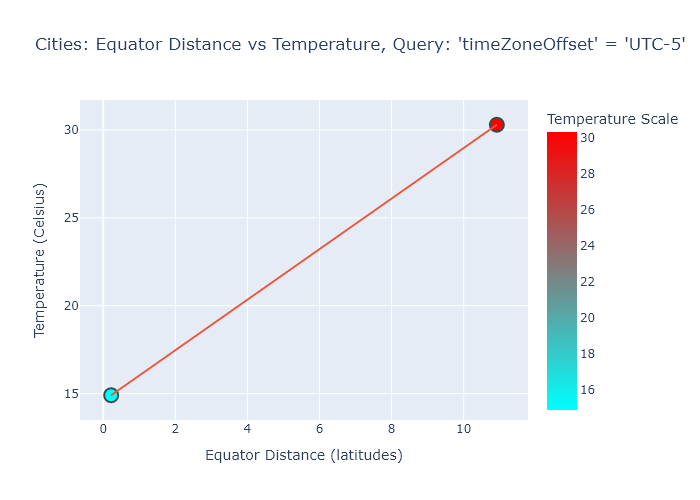 Cities: Equator Distance vs Temperature, Query: 'timeZoneOffset' = 'UTC-5'
Temperature Scale
30
28
26
24
22
20
18
16
Temperature (Celsius)
30
25
20
15
0 2 4 6 8 10
Equator Distance (latitudes)